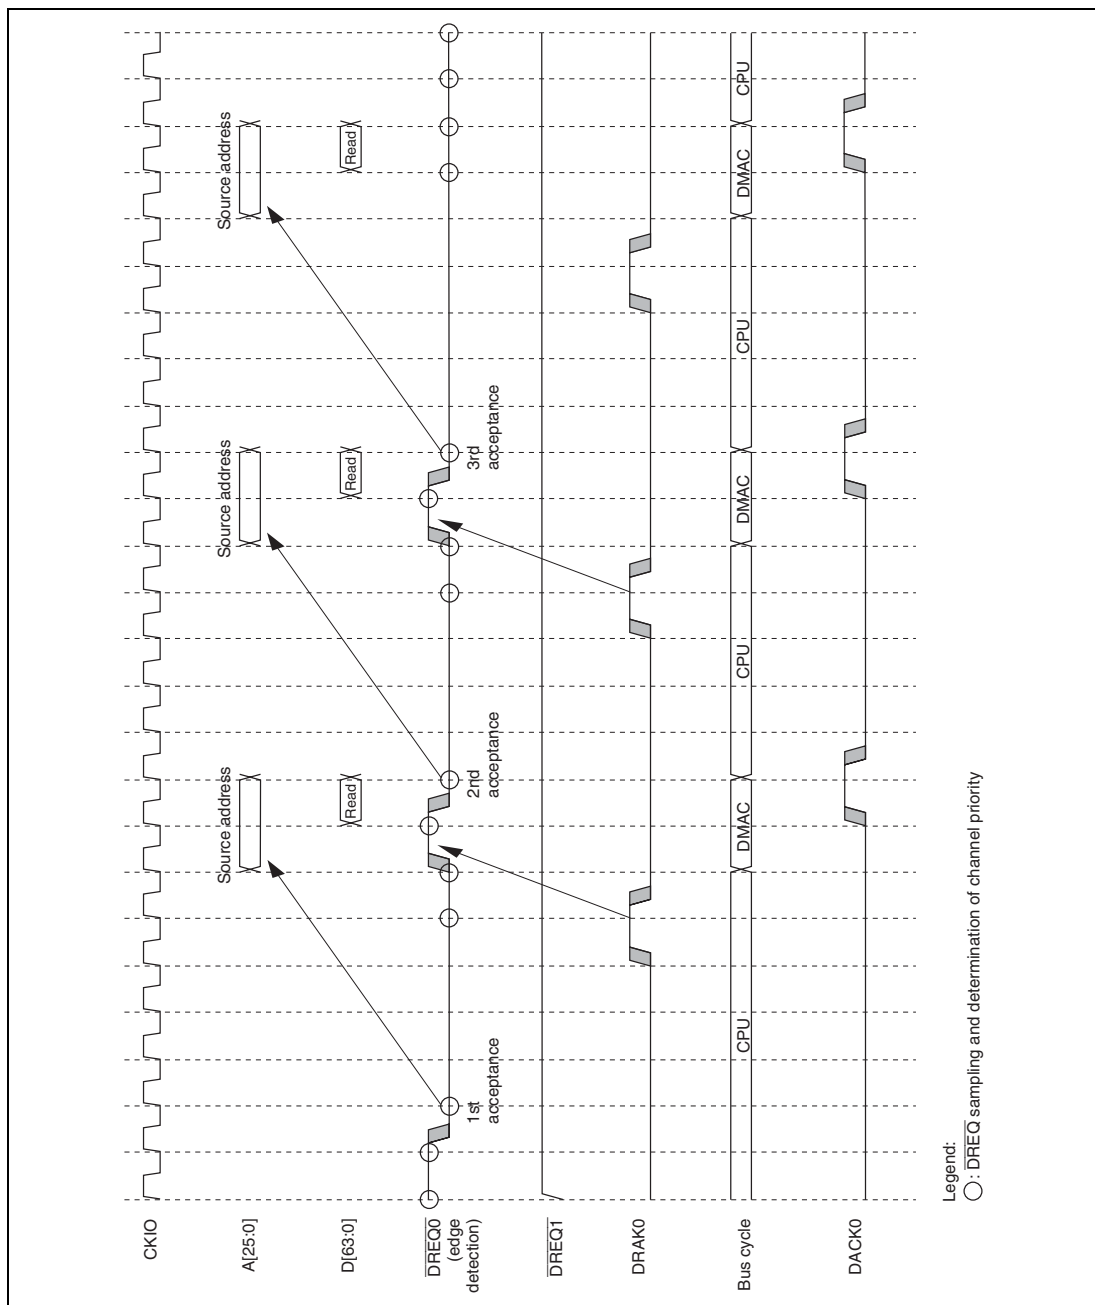 CKIO
A[25:0]
Source address
Source address
Source address
D[63:0]
Read
Read
Read
DREQ0
(edge
detection)
1st
acceptance
2nd
acceptance
3rd
acceptance
DREQ1
DRAK0
Bus cycle
CPU
DMAC
CPU
DMAC
CPU
DMAC
CPU
DACK0
Legend:
: DREQ sampling and determination of channel priority